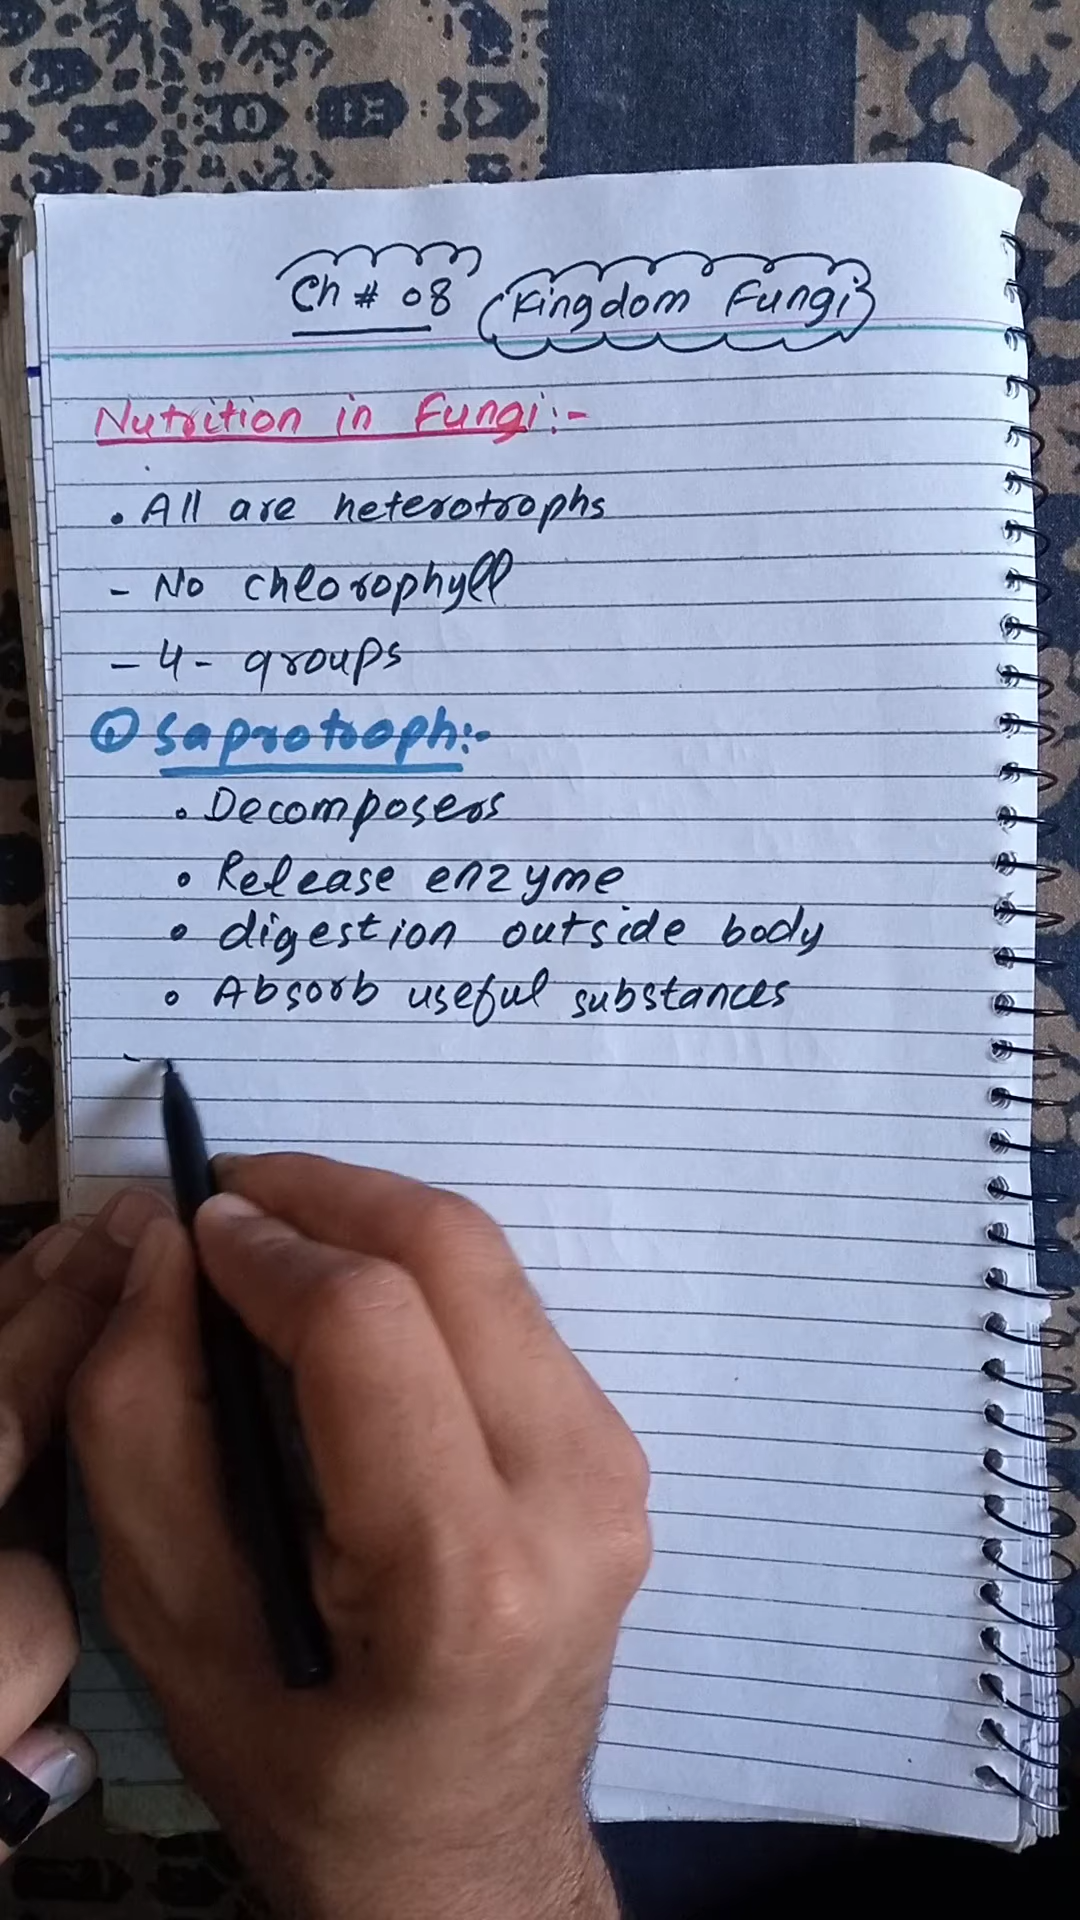 Ch # 08 Kingdom Fungi
Nutrition in Fungi:-
• All are heterotrophs
- No chlorophyll
- 4- groups
① Saprotroph:-
• Decomposers
• Release enzyme
• digestion outside body
• Absorb useful substances